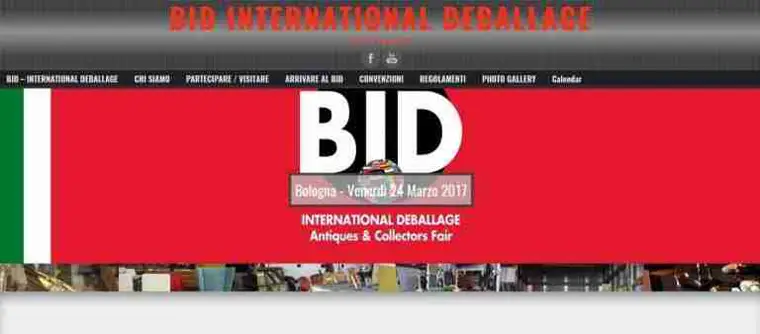 BID INTERNATIONAL DEBALLAGE
BID – INTERNATIONAL DEBALLAGE CHI SIAMO PARTECIPARE / VISITARE ARRIVARE AL BID CONVENZIONI REGOLAMENTI PHOTO GALLERY Calendar
BID
Bologna - Venerdì 24 Marzo 2017
INTERNATIONAL DEBALLAGE
Antiques & Collectors Fair